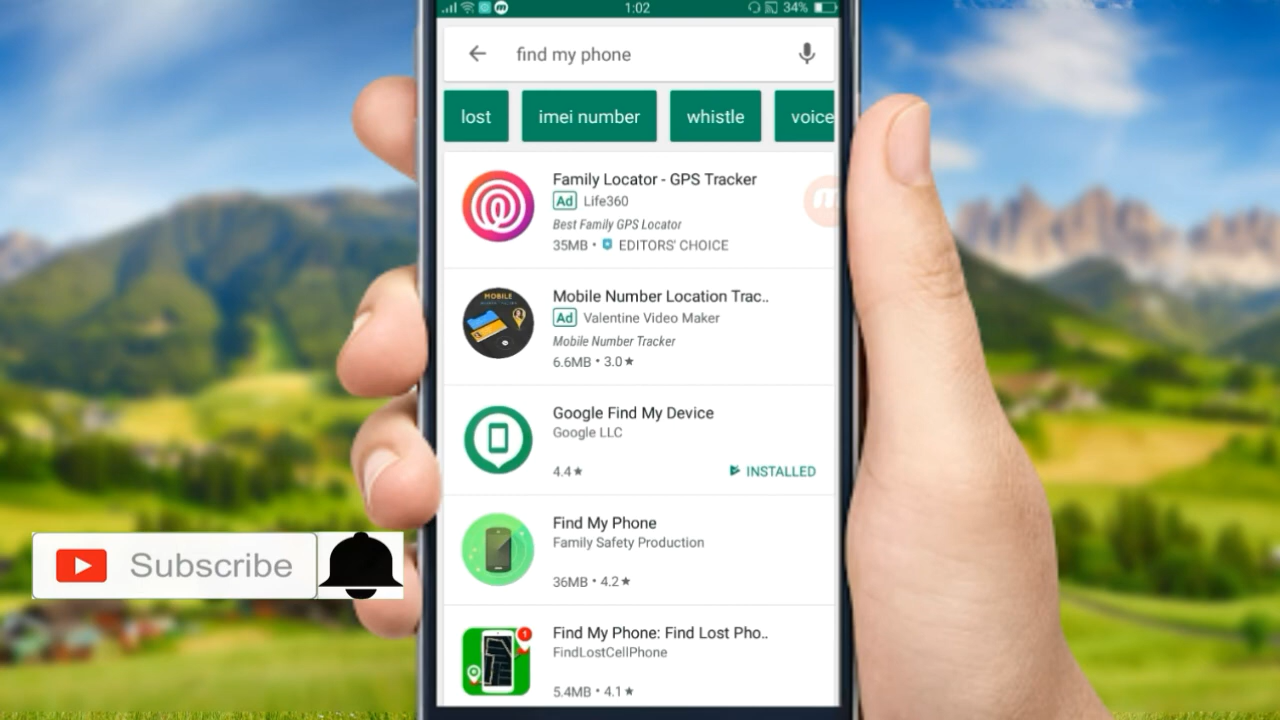 1:02
34%
find my phone
lost
imei number
whistle
voice
Family Locator - GPS Tracker
Ad Life360
Best Family GPS Locator
35MB • EDITORS' CHOICE
MOBILE
Mobile Number Location Trac..
Ad Valentine Video Maker
Mobile Number Tracker
6.6MB • 3.0★
Google Find My Device
Google LLC
4.4★
INSTALLED
Find My Phone
Family Safety Production
36MB • 4.2★
Subscribe
1
Find My Phone: Find Lost Pho..
FindLostCellPhone
5.4MB • 4.1★